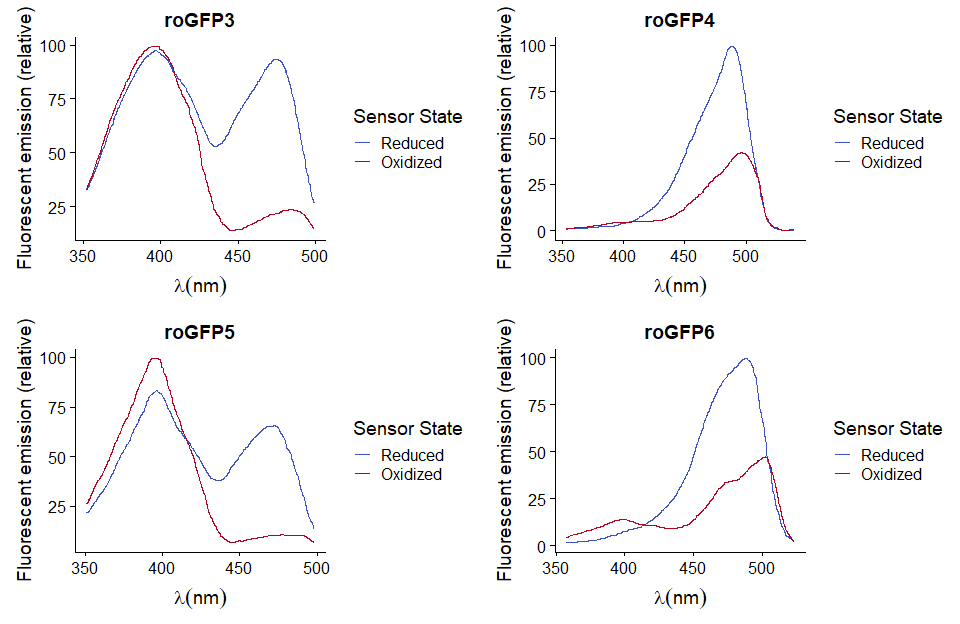 roGFP3
Fluorescent emission (relative)
100
75
50
25
350
400
450
500
λ(nm)
Sensor State
Reduced
Oxidized
roGFP4
Fluorescent emission (relative)
100
75
50
25
0
350
400
450
500
λ(nm)
Sensor State
Reduced
Oxidized
roGFP5
Fluorescent emission (relative)
100
75
50
25
350
400
450
500
λ(nm)
Sensor State
Reduced
Oxidized
roGFP6
Fluorescent emission (relative)
100
75
50
25
0
350
400
450
500
λ(nm)
Sensor State
Reduced
Oxidized